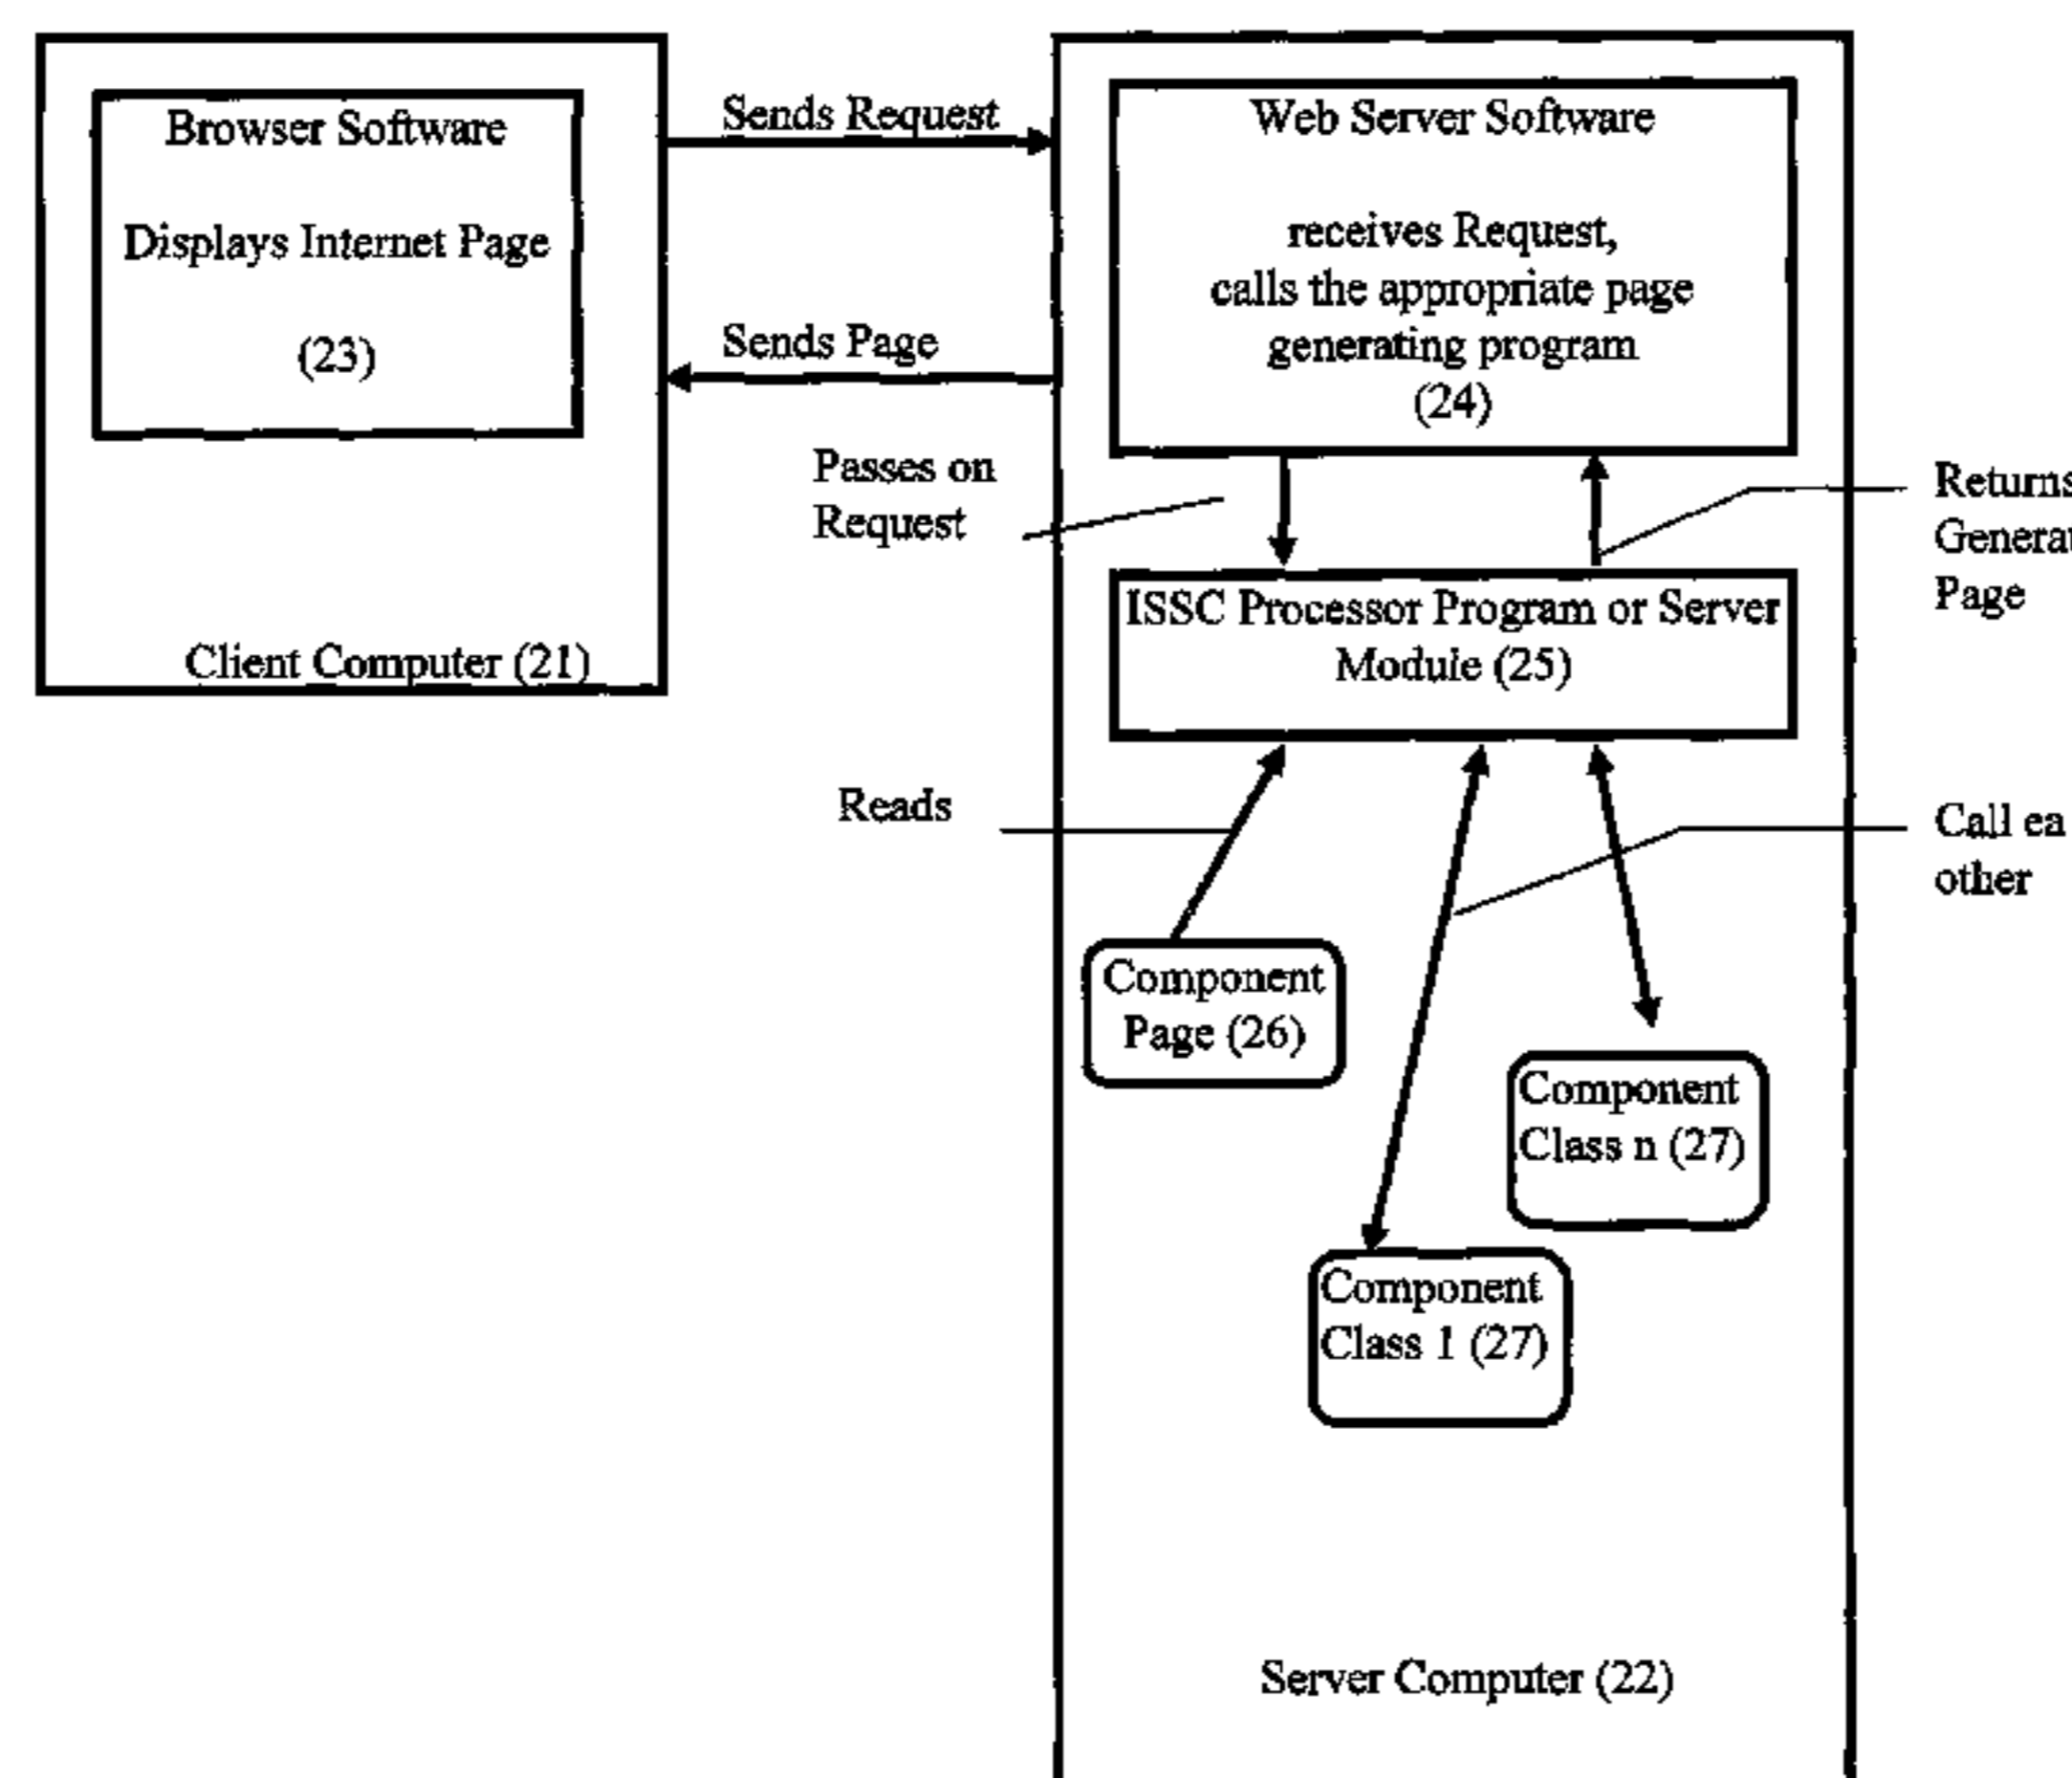 Browser Software
Displays Internet Page
(23)
Client Computer (21)
Sends Request
Sends Page
Web Server Software
receives Request,
calls the appropriate page
generating program
(24)
Passes on
Request
Returns
Page
ISSC Processor Program or Server
Module (25)
Reads
Call
other
Component
Page (26)
Component
Class n (27)
Component
Class 1 (27)
Server Computer (22)